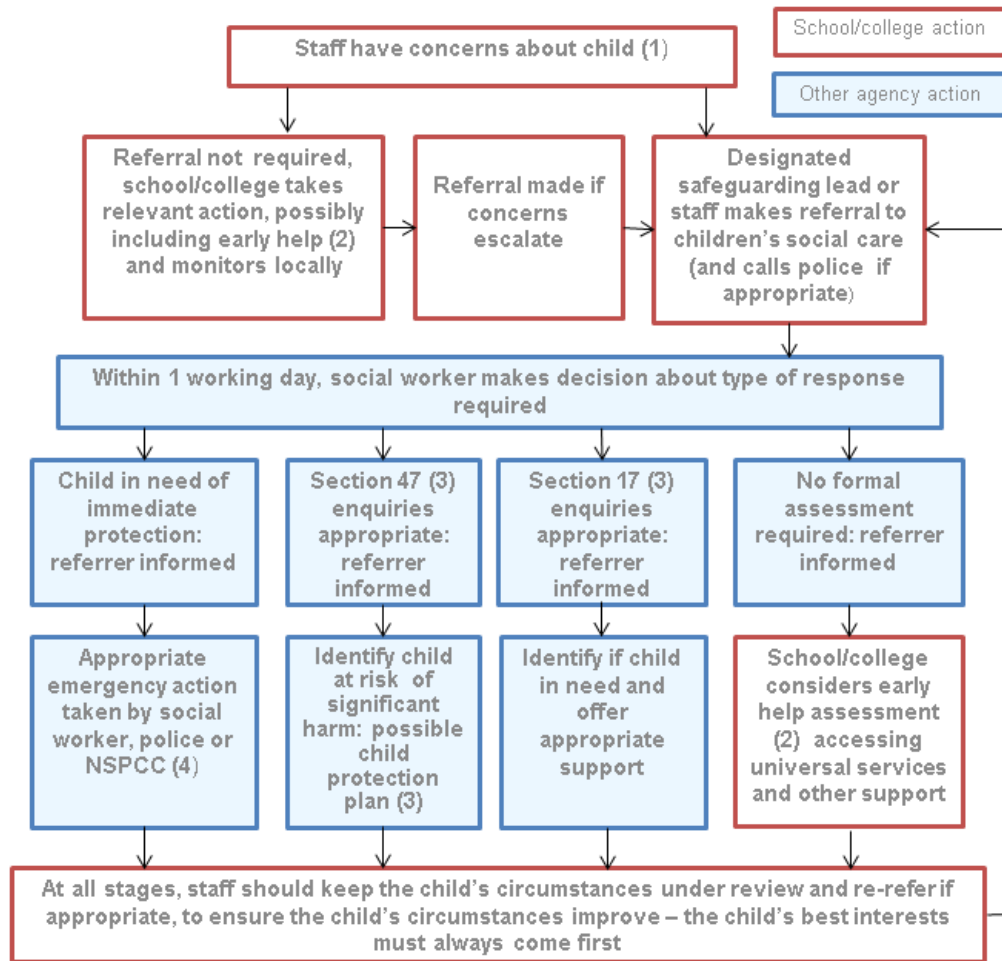 Staff have concerns about child (1)
School/college action
Other agency action
Referral not required,
school/college takes
relevant action, possibly
including early help (2)
and monitors locally
Referral made if
concerns
escalate
Designated
safeguarding lead or
staff makes referral to
children's social care
(and calls police if
appropriate)
Within 1 working day, social worker makes decision about type of response
required
Child in need of
immediate
protection:
referrer informed
Section 47 (3)
enquiries
appropriate:
referrer
informed
Section 17 (3)
enquiries
appropriate:
referrer
informed
No formal
assessment
required: referrer
informed
Appropriate
emergency action
taken by social
worker, police or
NSPCC (4)
Identify child
at risk of
significant
harm: possible
child
protection
plan (3)
Identify if child
in need and
offer
appropriate
support
School/college
considers early
help assessment
(2) accessing
universal services
and other support
At all stages, staff should keep the child's circumstances under review and re-refer if
appropriate, to ensure the child's circumstances improve – the child's best interests
must always come first